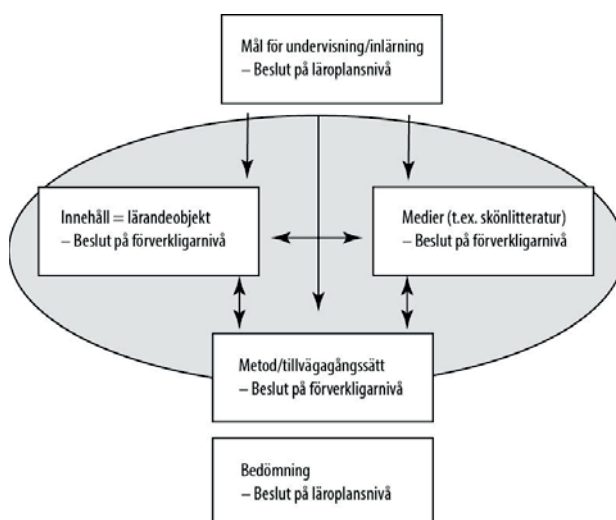 Mål för undervisning/inlärning
– Beslut på läroplansnivå
Innehåll = lärandeobjekt
– Beslut på förverkligarnivå
Medier (t.ex. skönlitteratur)
– Beslut på förverkligarnivå
Metod/tillvägagångssätt
– Beslut på förverkligarnivå
Bedömning
– Beslut på läroplansnivå